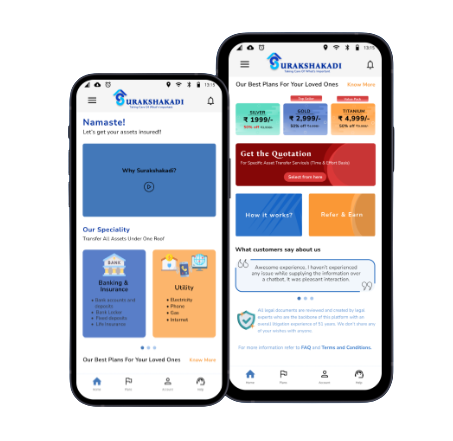 13:15
SURAKSHAKADI
Namaste!
Let's get your assets insured!!
Why Surakshakadi?
Our Speciality
Transfer All Assets Under One Roof
BANK
Banking &
Insurance
Bank accounts and
deposits
Bank Locker
Fixed deposits
Life insurance
Utility
Electricity
Phone
Gas
Internet
Our Best Plans For Your Loved Ones Know More
Home
Plans
Account
Help
13:15
SURAKSHAKADI
Our Best Plans For Your Loved Ones Know More
SILVER
₹ 1999/-
GOLD
₹ 2,999/-
TITANIUM
₹ 4,999/-
Get the Quotation
For Specific Asset Transfer Services (Time & Effort Basis)
Select from here
How it works?
Refer & Earn
What customers say about us
Awesome experience, I haven't experienced
any issue while supplying the information over
a chatbot. It was pleasant interaction.
All legal documents are reviewed and created by legal
experts who are the backbone of this platform with an
overall litigation experience of 51 years. We don't share any
of your wishes with anyone.
For more information refer to FAQ and Terms and Conditions.
Home
Plans
Account
Help